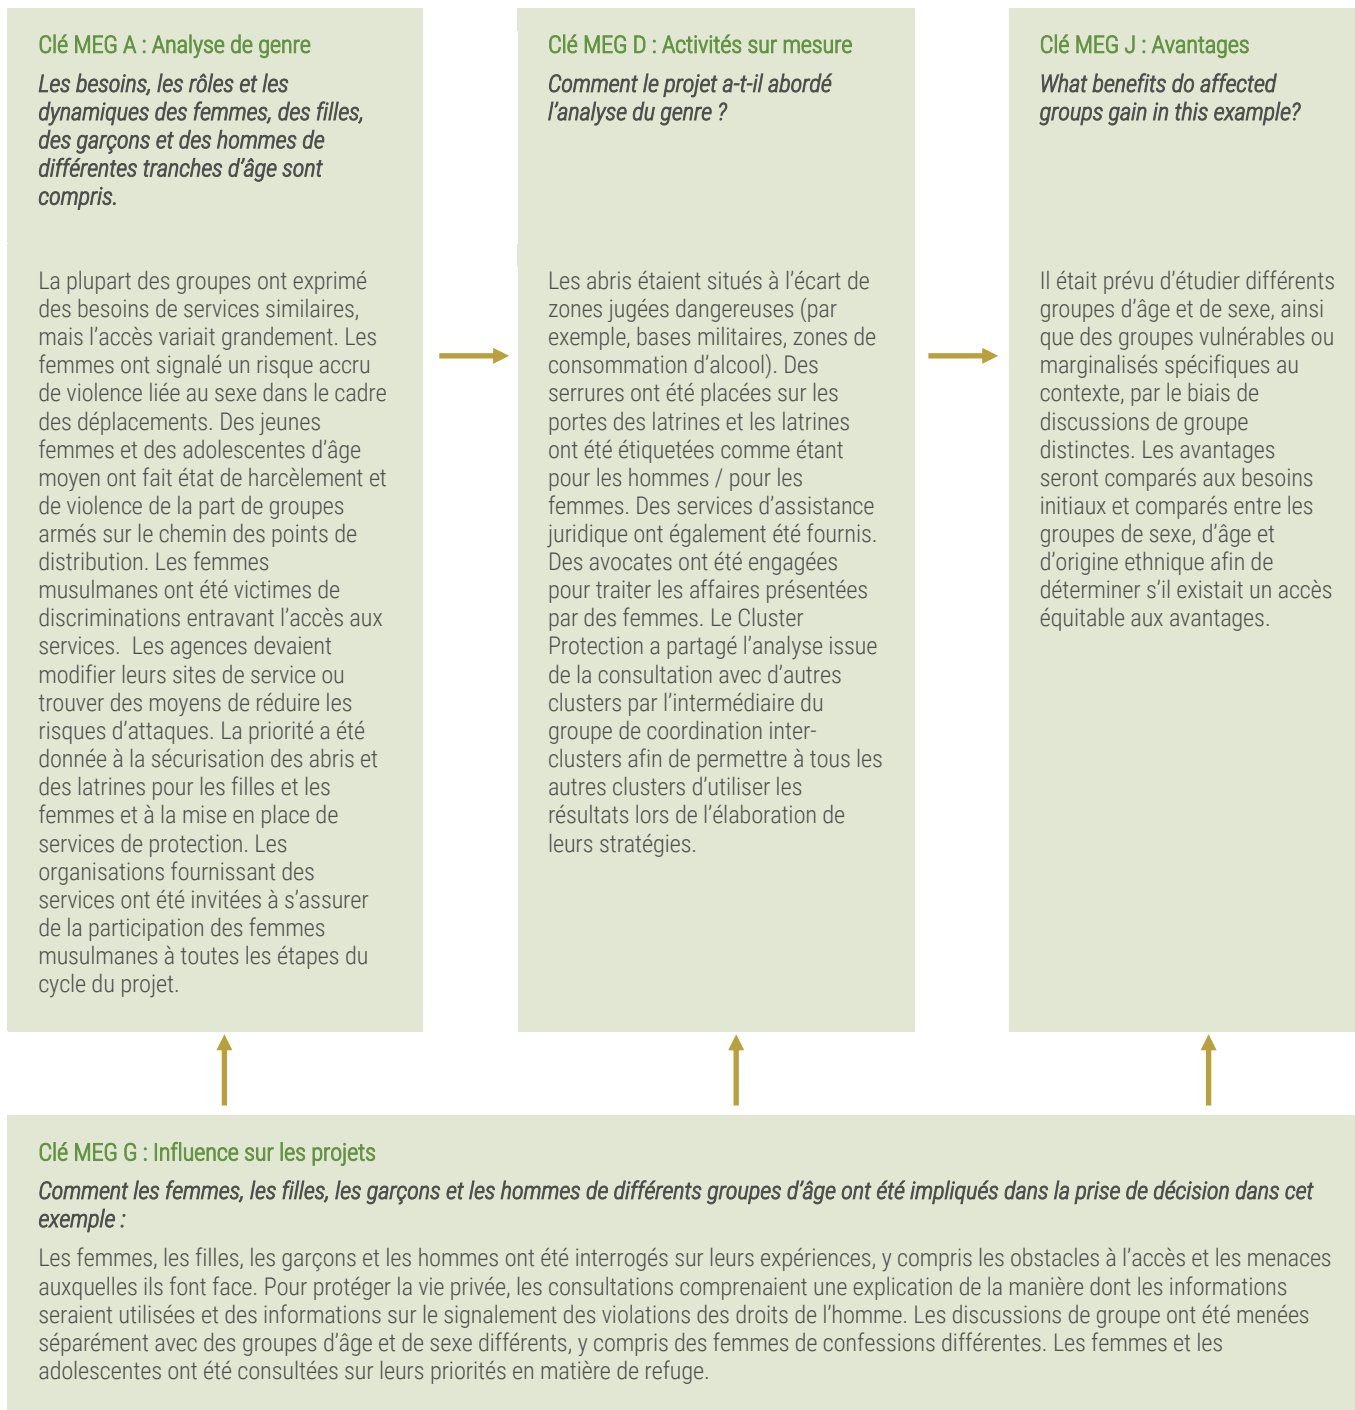 Clé MEG A : Analyse de genre
Les besoins, les rôles et les
dynamiques des femmes, des filles,
des garçons et des hommes de
différentes tranches d'âge sont
compris.
La plupart des groupes ont exprimé
des besoins de services similaires,
mais l'accès variait grandement. Les
femmes ont signalé un risque accru
de violence liée au sexe dans le cadre
des déplacements. Des jeunes
femmes et des adolescentes d'âge
moyen ont fait état de harcèlement et
de violence de la part de groupes
armés sur le chemin des points de
distribution. Les femmes
musulmanes ont été victimes de
discriminations entravant l'accès aux
services.  Les agences devaient
modifier leurs sites de service ou
trouver des moyens de réduire les
risques d'attaques. La priorité a été
donnée à la sécurisation des abris et
des latrines pour les filles et les
femmes et à la mise en place de
services de protection. Les
organisations fournissant des
services ont été invitées à s'assurer
de la participation des femmes
musulmanes à toutes les étapes du
cycle du projet.
Clé MEG D : Activités sur mesure
Comment le projet a-t-il abordé
l'analyse du genre ?
Les abris étaient situés à l'écart de
zones jugées dangereuses (par
exemple, bases militaires, zones de
consommation d'alcool). Des
serrures ont été placées sur les
portes des latrines et les latrines
ont été étiquetées comme étant
pour les hommes / pour les
femmes. Des services d'assistance
juridique ont également été fournis.
Des avocates ont été engagées
pour traiter les affaires présentées
par des femmes. Le Cluster
Protection a partagé l'analyse issue
de la consultation avec d'autres
clusters par l'intermédiaire du
groupe de coordination inter-
clusters afin de permettre à tous les
autres clusters d'utiliser les
résultats lors de l'élaboration de
leurs stratégies.
Clé MEG J : Avantages
What benefits do affected
groups gain in this example?
Il était prévu d'étudier différents
groupes d'âge et de sexe, ainsi
que des groupes vulnérables ou
marginalisés spécifiques au
contexte, par le biais de
discussions de groupe
distinctes. Les avantages
seront comparés aux besoins
initiaux et comparés entre les
groupes de sexe, d'âge et
d'origine ethnique afin de
déterminer s'il existait un accès
équitable aux avantages.
Clé MEG G : Influence sur les projets
Comment les femmes, les filles, les garçons et les hommes de différents groupes d'âge ont été impliqués dans la prise de décision dans cet
exemple :
Les femmes, les filles, les garçons et les hommes ont été interrogés sur leurs expériences, y compris les obstacles à l'accès et les menaces
auxquelles ils font face. Pour protéger la vie privée, les consultations comprenaient une explication de la manière dont les informations
seraient utilisées et des informations sur le signalement des violations des droits de l'homme. Les discussions de groupe ont été menées
séparément avec des groupes d'âge et de sexe différents, y compris des femmes de confessions différentes. Les femmes et les
adolescentes ont été consultées sur leurs priorités en matière de refuge.